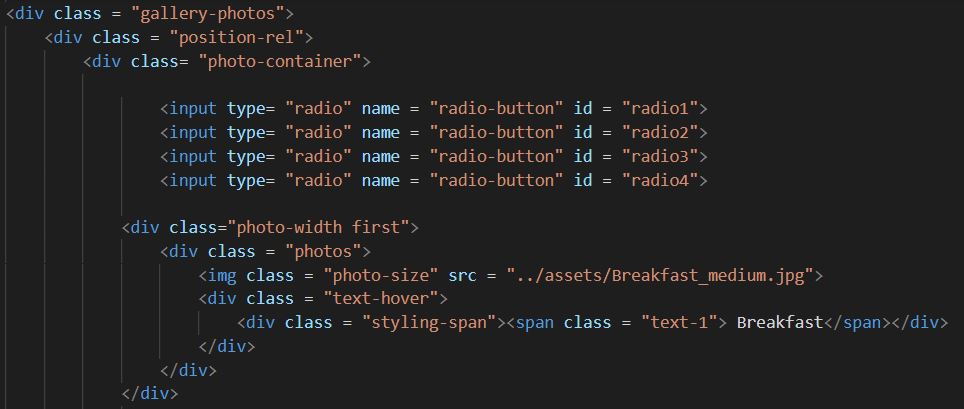 <div class = "gallery-photos">
<div class = "position-rel">
<div class= "photo-container">
<input type= "radio" name = "radio-button" id = "radio1">
<input type= "radio" name = "radio-button" id = "radio2">
<input type= "radio" name = "radio-button" id = "radio3">
<input type= "radio" name = "radio-button" id = "radio4">
<div class="photo-width first">
<div class = "photos">
<img class = "photo-size" src = "../assets/Breakfast_medium.jpg">
<div class = "text-hover">
<div class = "styling-span"><span class = "text-1"> Breakfast</span></div>
</div>
</div>
</div>